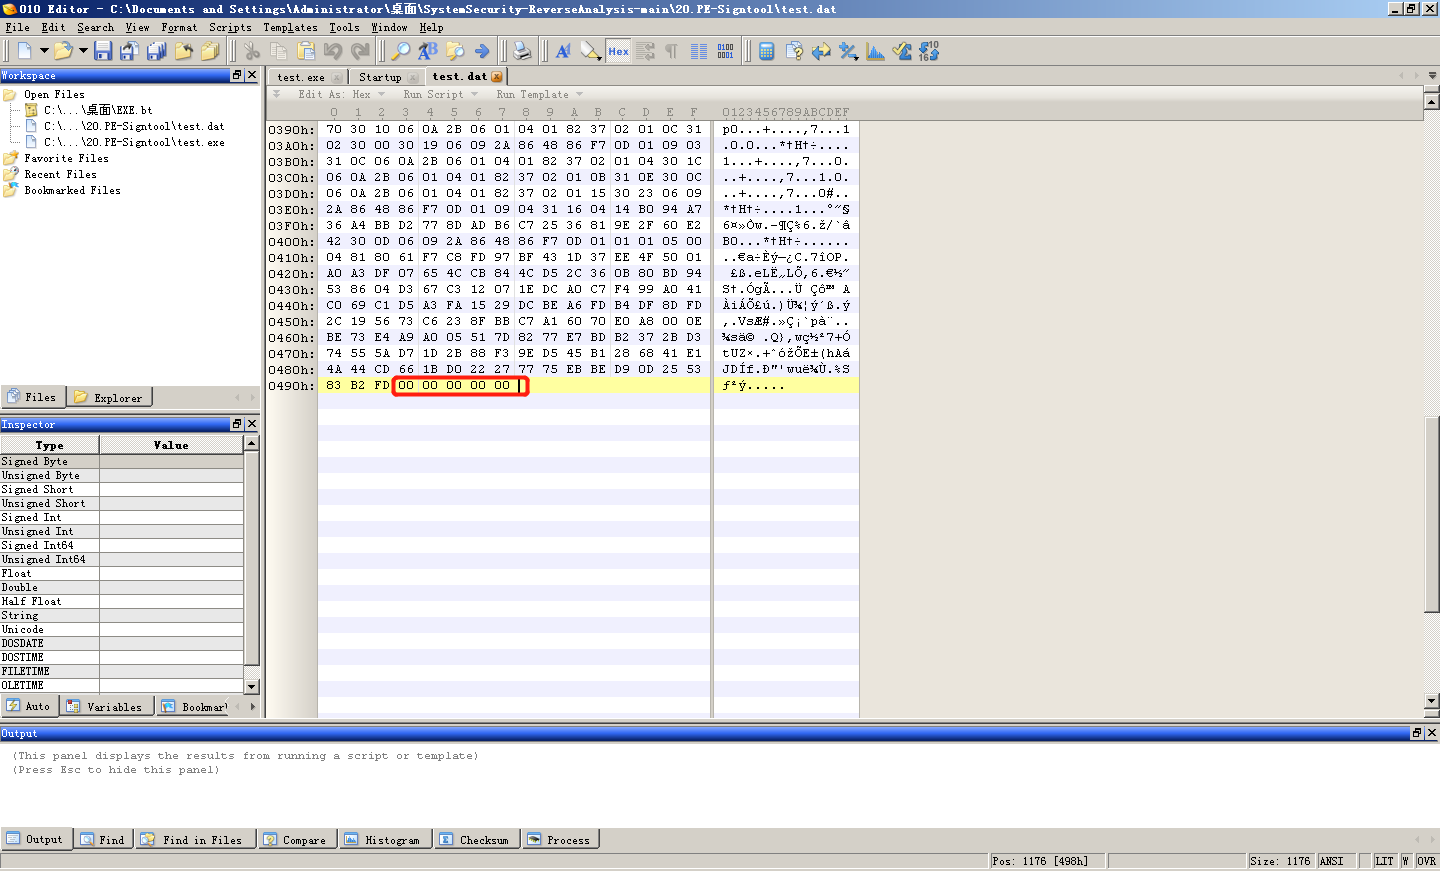 010 Editor - C:\Documents and Settings\Administrator\桌面\SystemSecurity-ReverseAnalysis-main\20.PE-Signtool\test.dat
File Edit Search View Format Scripts Templates Tools Window Help
Hex
Workspace
Open Files
C:\...\桌面\EXE.bt
C:\...\20.PE-Signtool\test.dat
C:\...\20.PE-Signtool\test.exe
Favorite Files
Recent Files
Bookmarked Files
Files Explorer
Inspector
Type Value
Signed Byte
Unsigned Byte
Signed Short
Unsigned Short
Signed Int
Unsigned Int
Signed Int64
Unsigned Int64
Float
Double
Half Float
String
Unicode
DOSDATE
DOSTIME
FILETIME
OLETIME
Auto Variables Bookmar
test.exe Startup test.dat
Edit As: Hex Run Script Run Template
0 1 2 3 4 5 6 7 8 9 A B C D E F 0123456789ABCDEF
0390h: 70 30 10 06 0A 2B 06 01 04 01 82 37 02 01 0C 31 p0...+....‚7...1
03A0h: 02 30 00 30 19 06 09 2A 86 48 86 F7 0D 01 09 03 .0.0...*†H†÷....
03B0h: 31 0C 06 0A 2B 06 01 04 01 82 37 02 01 04 30 1C 1...+....‚7...0.
03C0h: 06 0A 2B 06 01 04 01 82 37 02 01 0B 31 0E 30 0C ..+....‚7...1.0.
03D0h: 06 0A 2B 06 01 04 01 82 37 02 01 15 30 23 06 09 ..+....‚7...0#..
03E0h: 2A 86 48 86 F7 0D 01 09 04 31 16 04 14 B0 94 A7 *†H†÷....1...°”§
03F0h: 36 A4 BB D2 77 8D AD B6 C7 25 36 81 9E 2F 60 E2 6¤»Òw.-¶Ç%6.ž/`â
0400h: 42 30 0D 06 09 2A 86 48 86 F7 0D 01 01 01 05 00 B0...*†H†÷......
0410h: 04 81 80 61 F7 C8 FD 97 BF 43 1D 37 EE 4F 50 01 ..€a÷Èý—¿C.7îOP.
0420h: A0 A3 DF 07 65 4C CB 84 4C D5 2C 36 0B 80 BD 94 £ß.eLË„LÕ,6.€½”
0430h: 53 86 04 D3 67 C3 12 07 1E DC A0 C7 F4 99 A0 41 S†.ÓgÃ...Ü Çô™ A
0440h: C0 69 C1 D5 A3 FA 15 29 DC BE A6 FD B4 DF 8D FD ÀiÁÕ£ú.)Ü¾¦ý´ß.ý
0450h: 2C 19 56 73 C6 23 8F BB C7 A1 60 70 E0 A8 00 0E ,.VsÆ#.»Ç¡`pà¨..
0460h: BE 73 E4 A9 A0 05 51 7D 82 77 E7 BD B2 37 2B D3 ¾sä© .Q}‚wç½²7+Ó
0470h: 74 55 5A D7 1D 2B 88 F3 9E D5 45 B1 28 68 41 E1 tUZ×.+ˆóžÕE±(hAá
0480h: 4A 44 CD 66 1B D0 22 27 77 75 EB BE D9 0D 25 53 JDÍf.Ð"'wuë¾Ù.%S
0490h: 83 B2 FD 00 00 00 00 00 ƒ²ý.....
Output
(This panel displays the results from running a script or template)
(Press Esc to hide this panel)
Output Find Find in Files Compare Histogram Checksum Process
Pos: 1176 [498h] Size: 1176 ANSI LIT W OVR